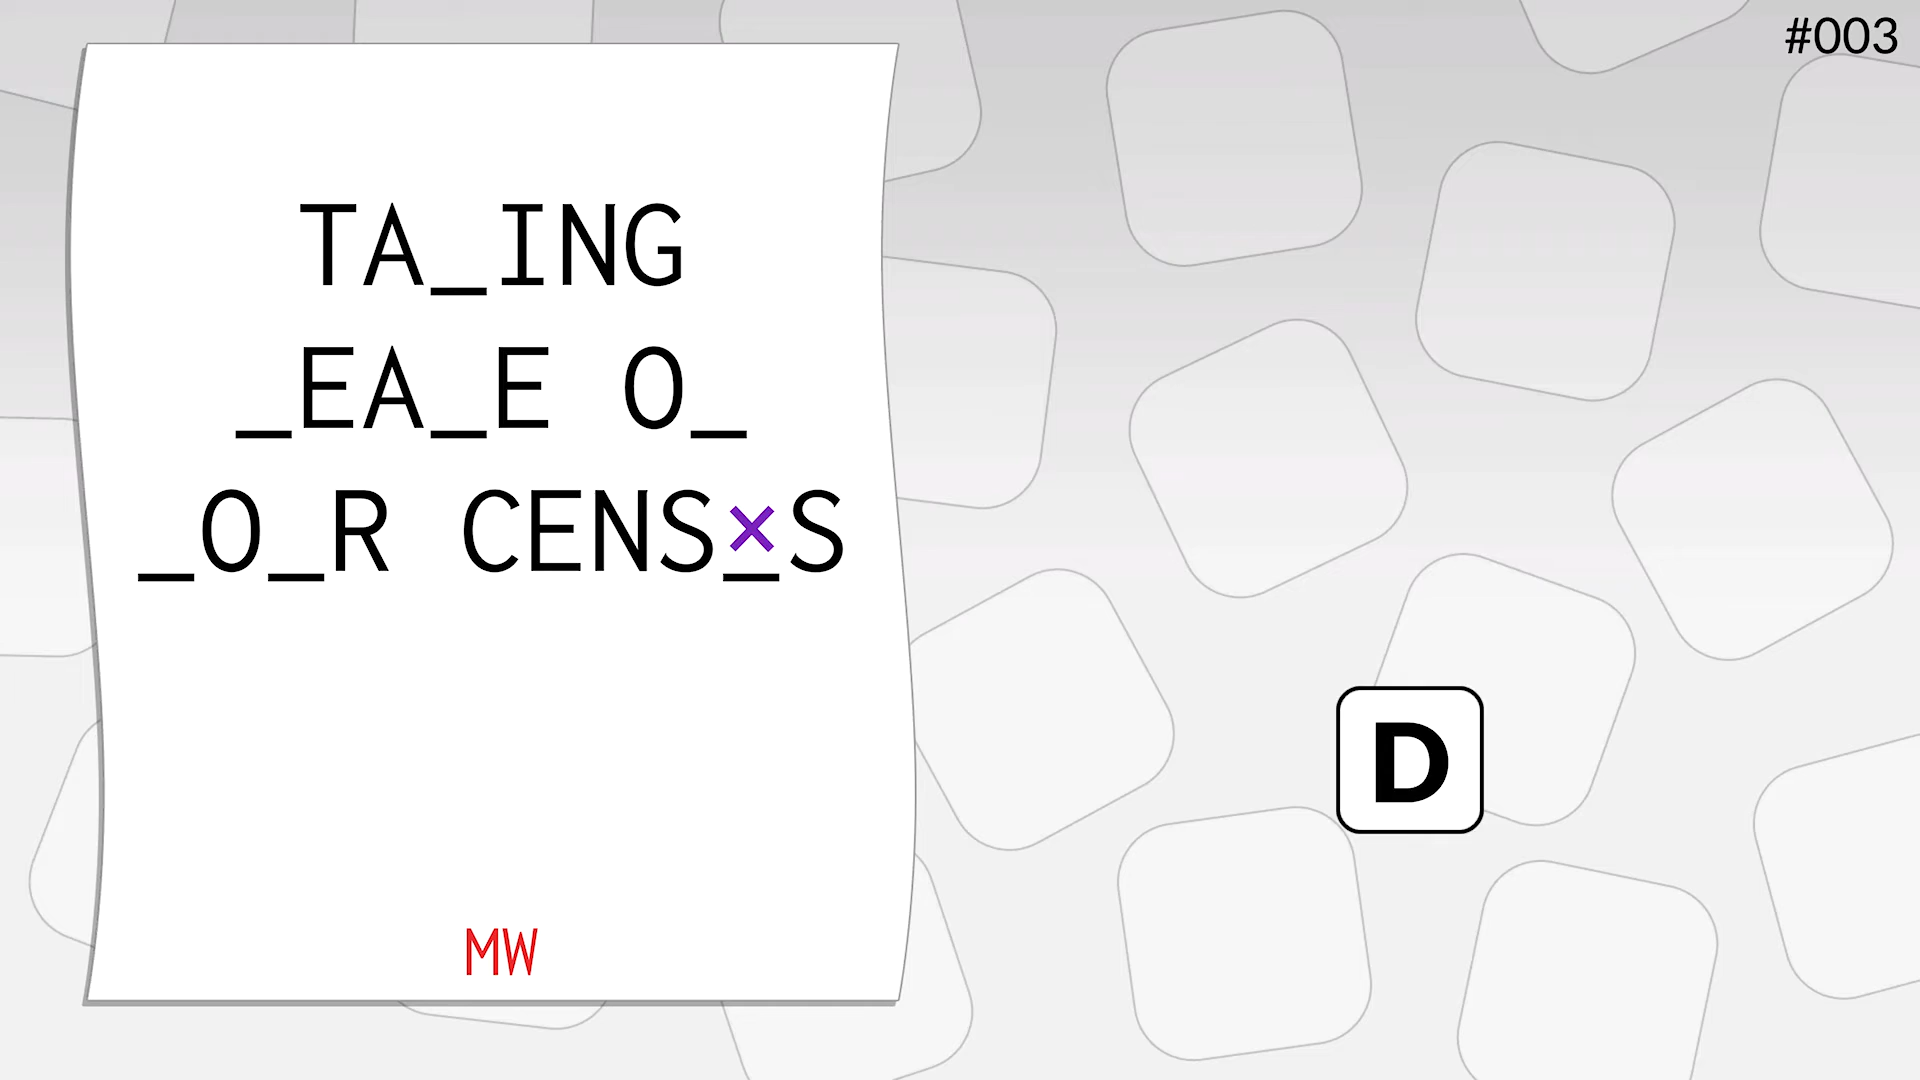 #003
TA_ING
_EA_E O_
_O_R CENS×S
D
MW